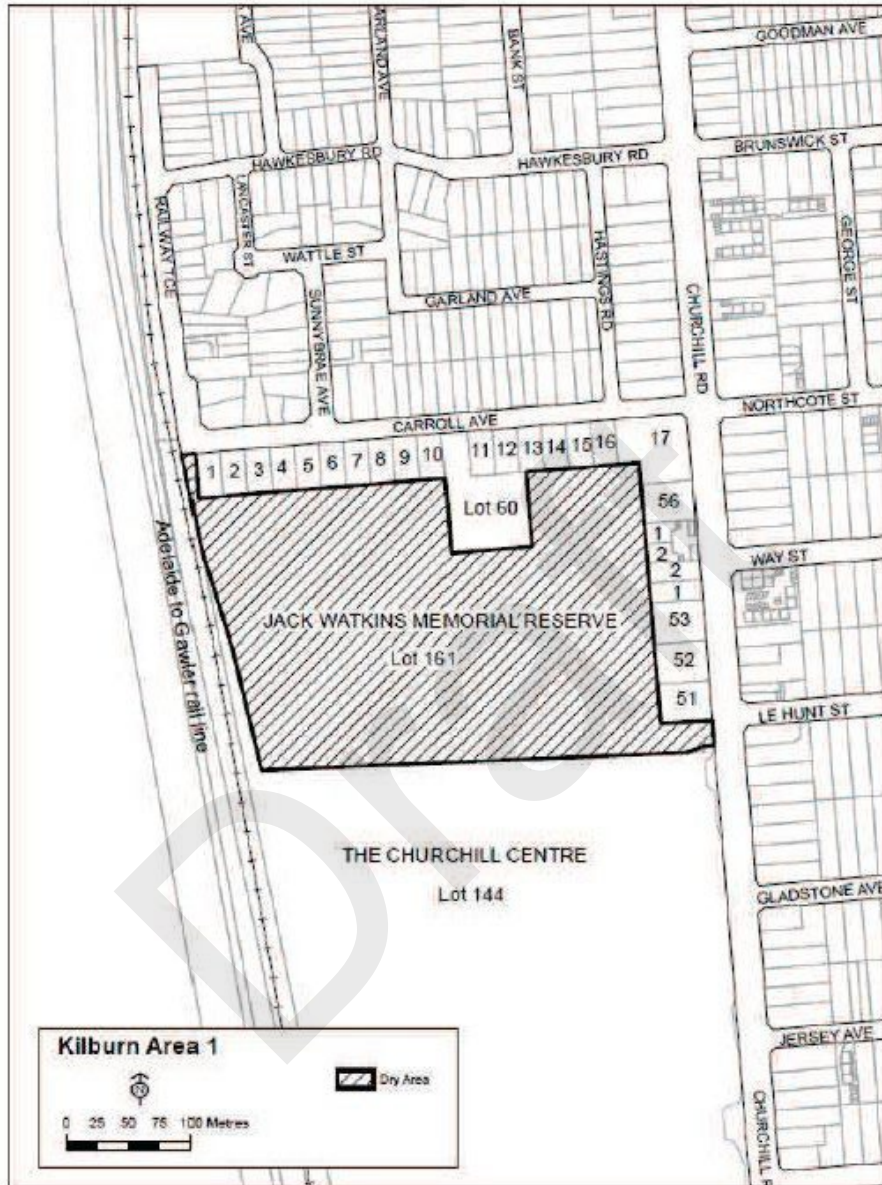 GOODMAN AVE
ARLAND AVE
K AVE
BANK ST
BRUNSWICK ST
HAWKESBURY RD
HAWKESBURY RD
LANCASTER ST
RAILWAY TCE
GEORGE ST
WATTLE ST
HASTINGS RD
GARLAND AVE
SUNNYBRAE AVE
CHURCHILL RD
NORTHCOTE ST
CARROLL AVE
1 2 3 4 5 6 7 8 9 10 11 12 13 14 15 16 17
Lot 60
56
1
2
2
1
53
52
51
WAY ST
Adelaide to Gawler rail line
JACK WATKINS MEMORIAL RESERVE
Lot 161
LE HUNT ST
THE CHURCHILL CENTRE
Lot 144
GLADSTONE AVE
JERSEY AVE
CHURCHILL R
Draft
Kilburn Area 1
N
Dry Area
0 25 50 75 100 Metres